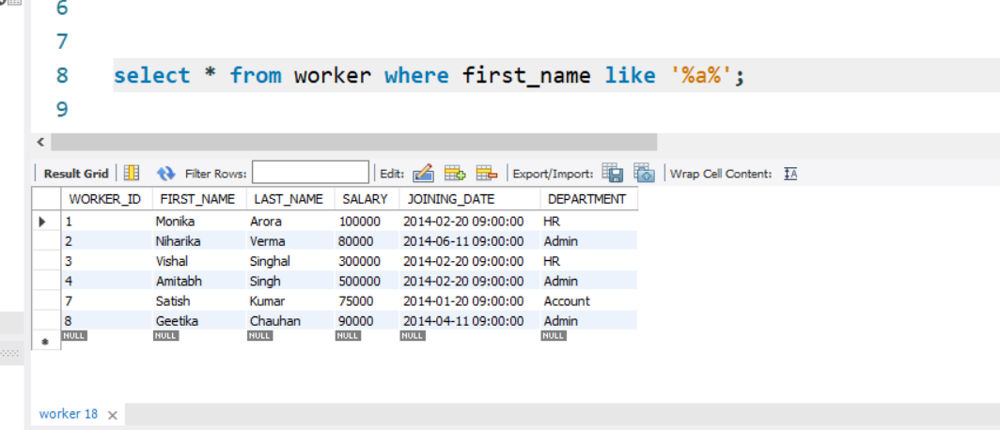 6
7
8 select * from worker where first_name like '%a%';
9
Result Grid Filter Rows: Edit: Export/Import: Wrap Cell Content: IA
WORKER_ID FIRST_NAME LAST_NAME SALARY JOINING_DATE DEPARTMENT
1 Monika Arora 100000 2014-02-20 09:00:00 HR
2 Niharika Verma 80000 2014-06-11 09:00:00 Admin
3 Vishal Singhal 300000 2014-02-20 09:00:00 HR
4 Amitabh Singh 500000 2014-02-20 09:00:00 Admin
7 Satish Kumar 75000 2014-01-20 09:00:00 Account
8 Geetika Chauhan 90000 2014-04-11 09:00:00 Admin
NULL NULL NULL NULL NULL NULL
worker 18